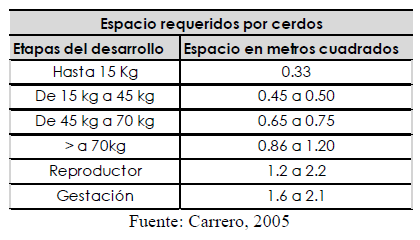 Espacio requeridos por cerdos
Etapas del desarrollo Espacio en metros cuadrados
Hasta 15 Kg 0.33
De 15 kg a 45 kg 0.45 a 0.50
De 45 kg a 70 kg 0.65 a 0.75
> a 70kg 0.86 a 1.20
Reproductor 1.2 a 2.2
Gestación 1.6 a 2.1
Fuente: Carrero, 2005